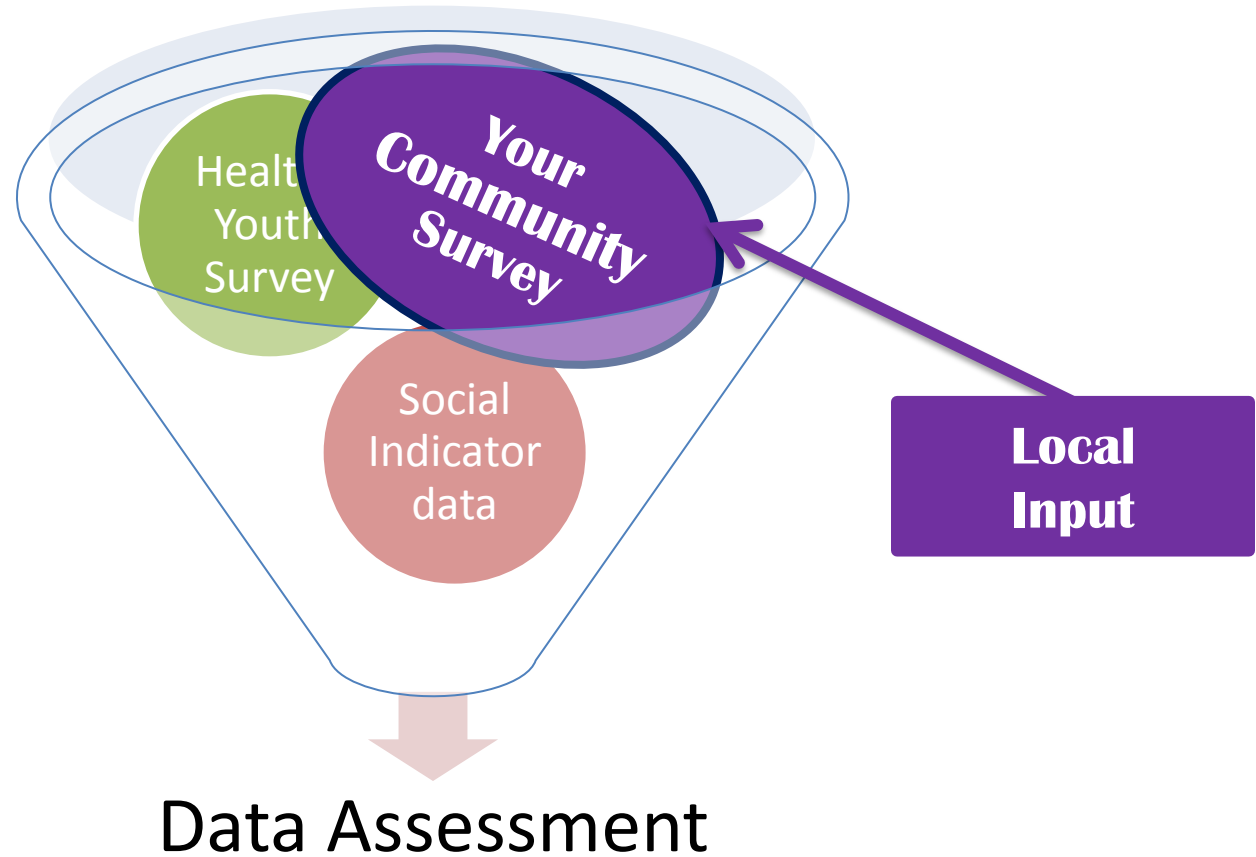 Healt
Youth
Survey
Your
Community
Survey
Social
Indicator
data
Local
Input
Data Assessment